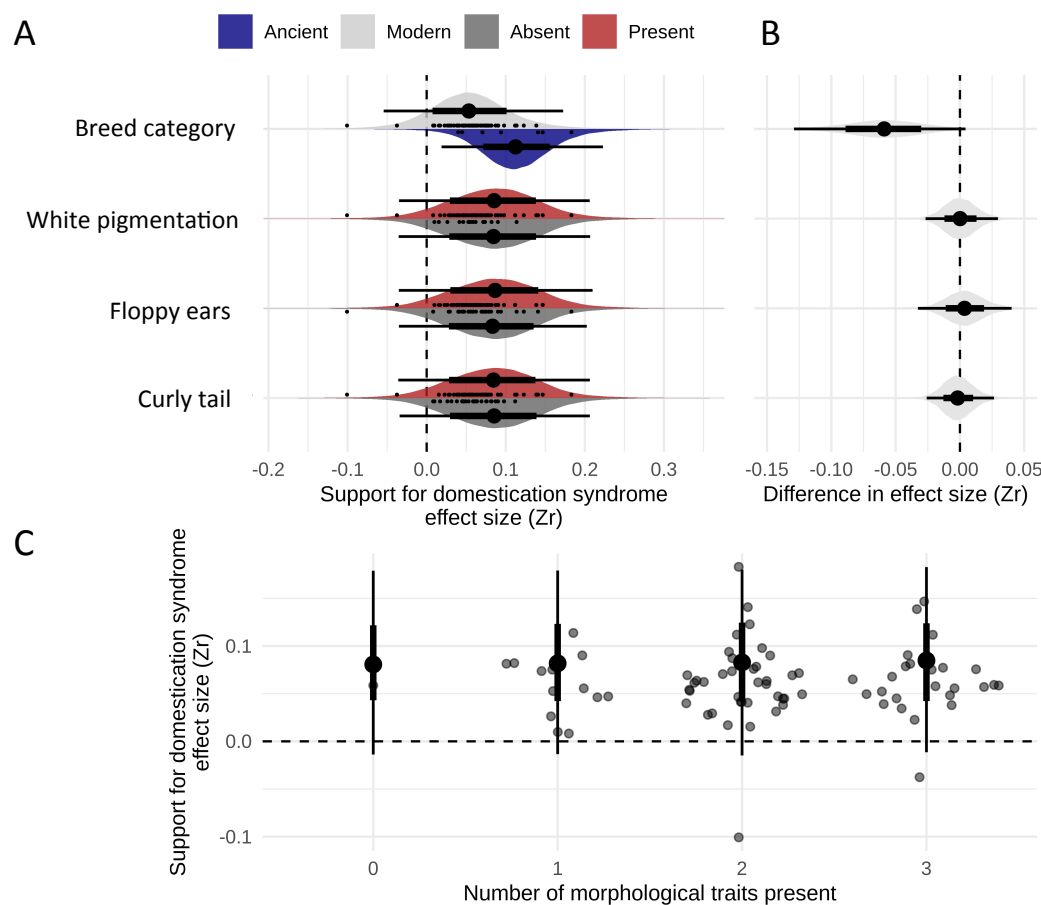 A
B
Ancient Modern Absent Present
Breed category
White pigmentation
Floppy ears
Curly tail
-0.2 -0.1 0.0 0.1 0.2 0.3
-0.15 -0.10 -0.05 0.00 0.05
Support for domestication syndrome
effect size (Zr)
Difference in effect size (Zr)
C
Support for domestication syndrome
effect size (Zr)
0.1
0.0
-0.1
0 1 2 3
Number of morphological traits present